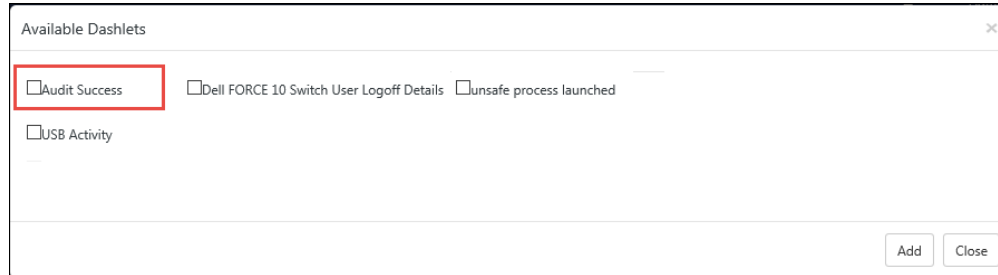 Available Dashlets
Audit Success Dell FORCE 10 Switch User Logoff Details unsafe process launched
USB Activity
Add Close